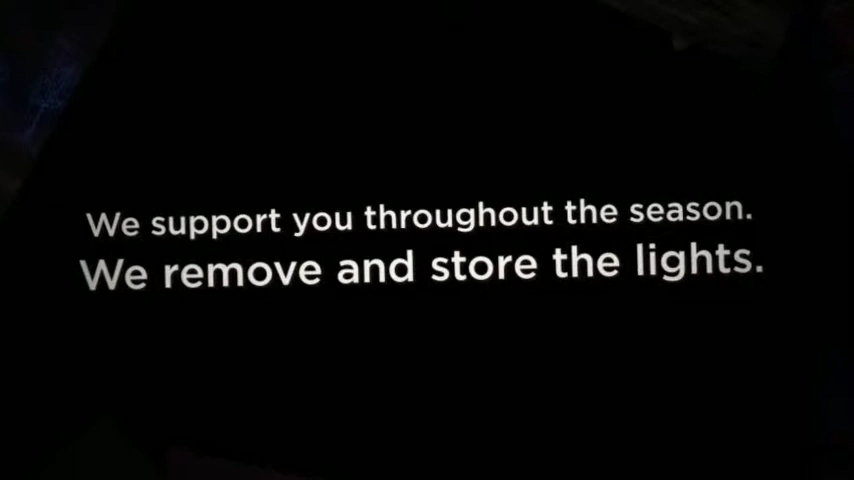 We support you throughout the season.
We remove and store the lights.